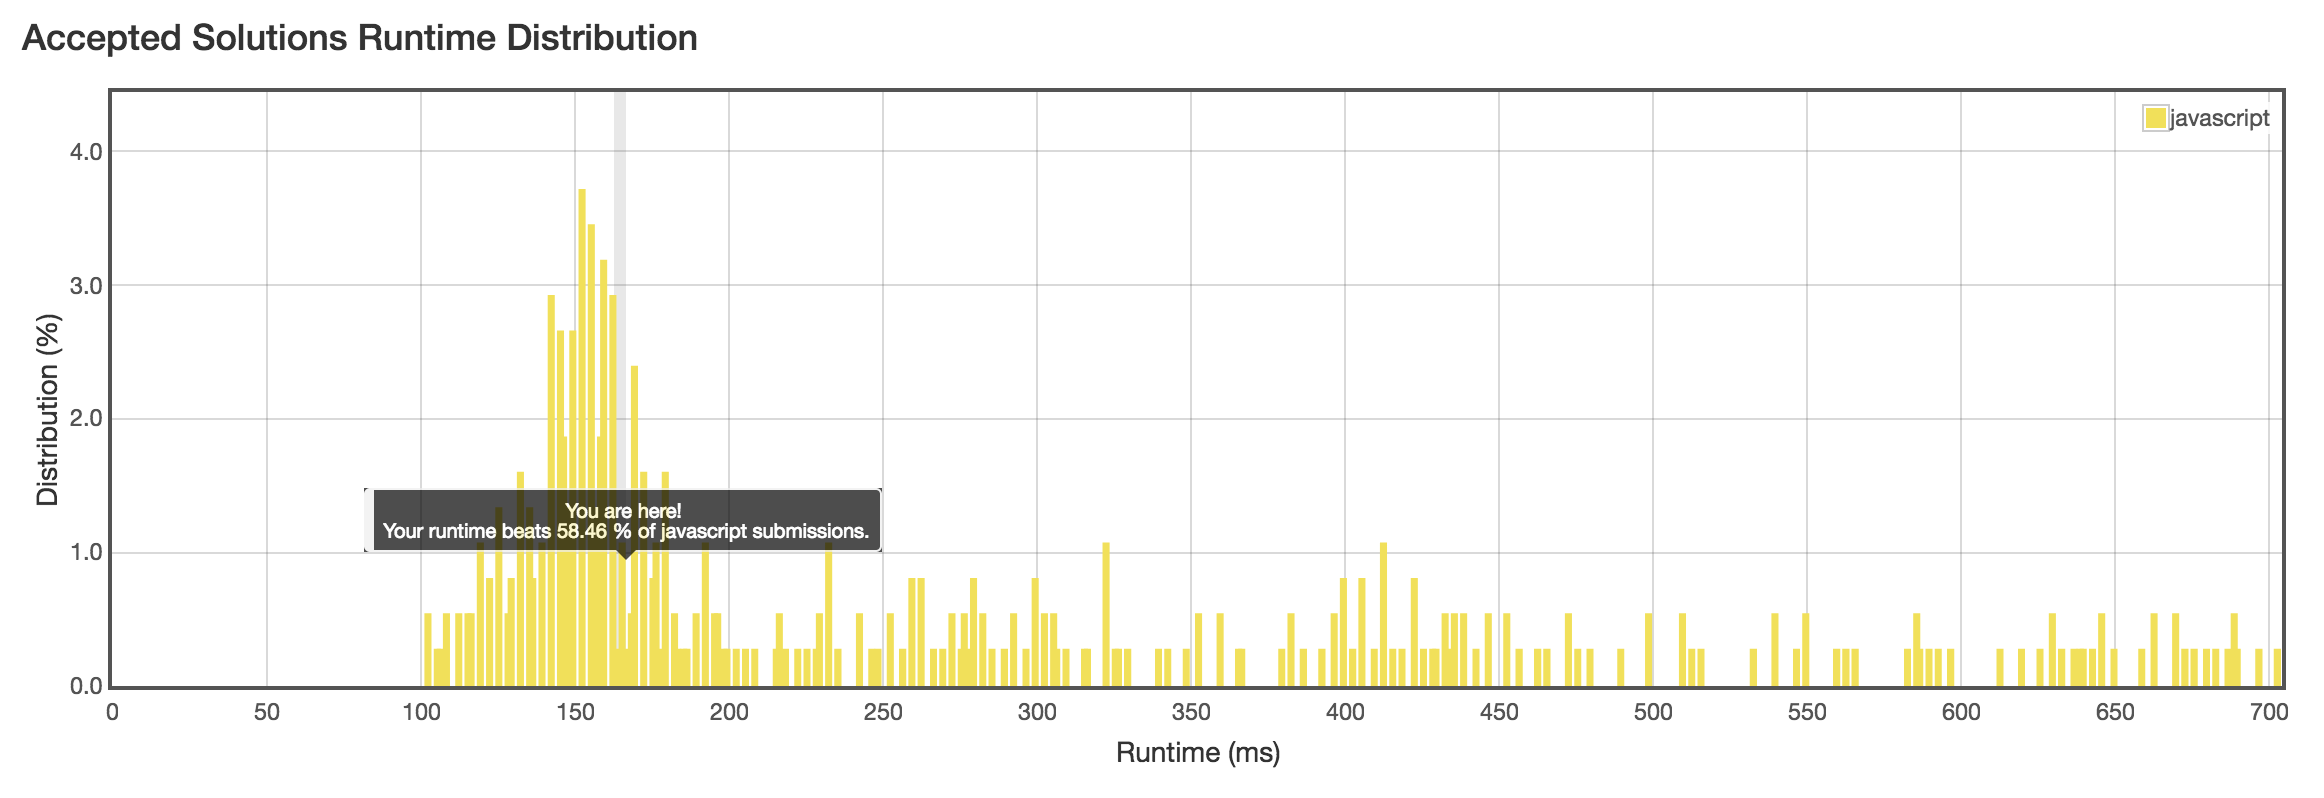 Accepted Solutions Runtime Distribution
javascript
4.0
3.0
2.0
1.0
0.0
Distribution (%)
You are here!
Your runtime beats 58.46 % of javascript submissions.
0 50 100 150 200 250 300 350 400 450 500 550 600 650 700
Runtime (ms)